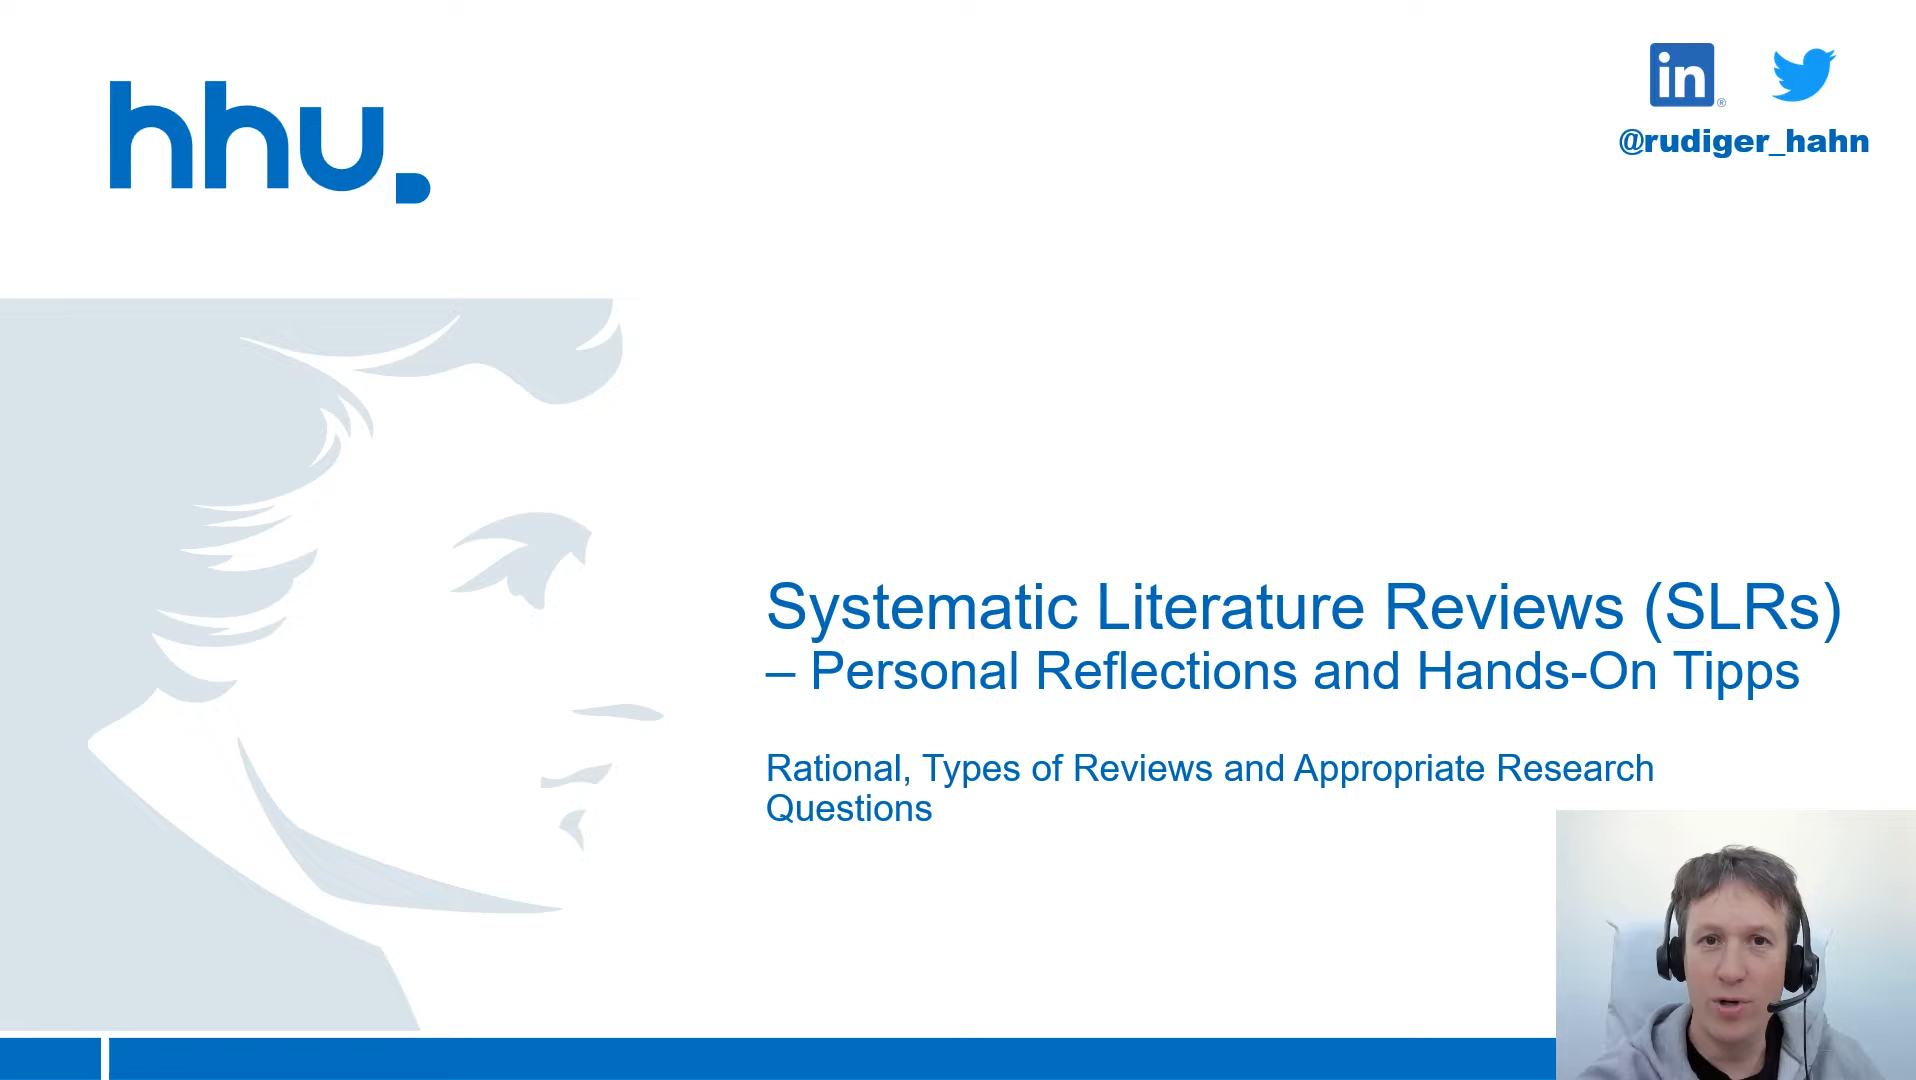 hhu.
in®
@rudiger_hahn
Systematic Literature Reviews (SLRs)
– Personal Reflections and Hands-On Tipps
Rational, Types of Reviews and Appropriate Research
Questions